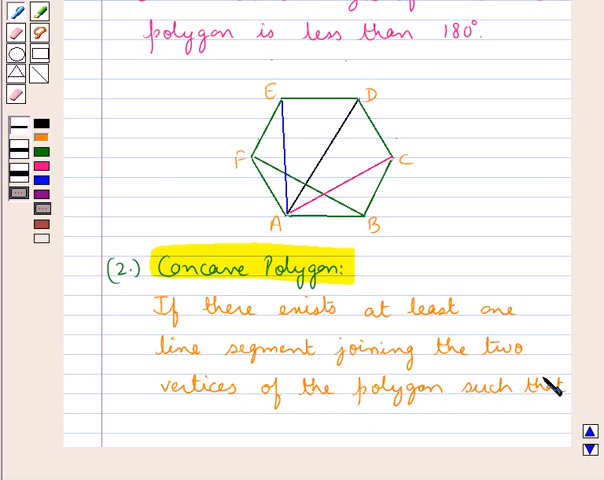 polygon is less than 180°.
E D
F C
A B
(2.) Concave Polygon:
If there exists at least one
line segment joining the two
vertices of the polygon such that